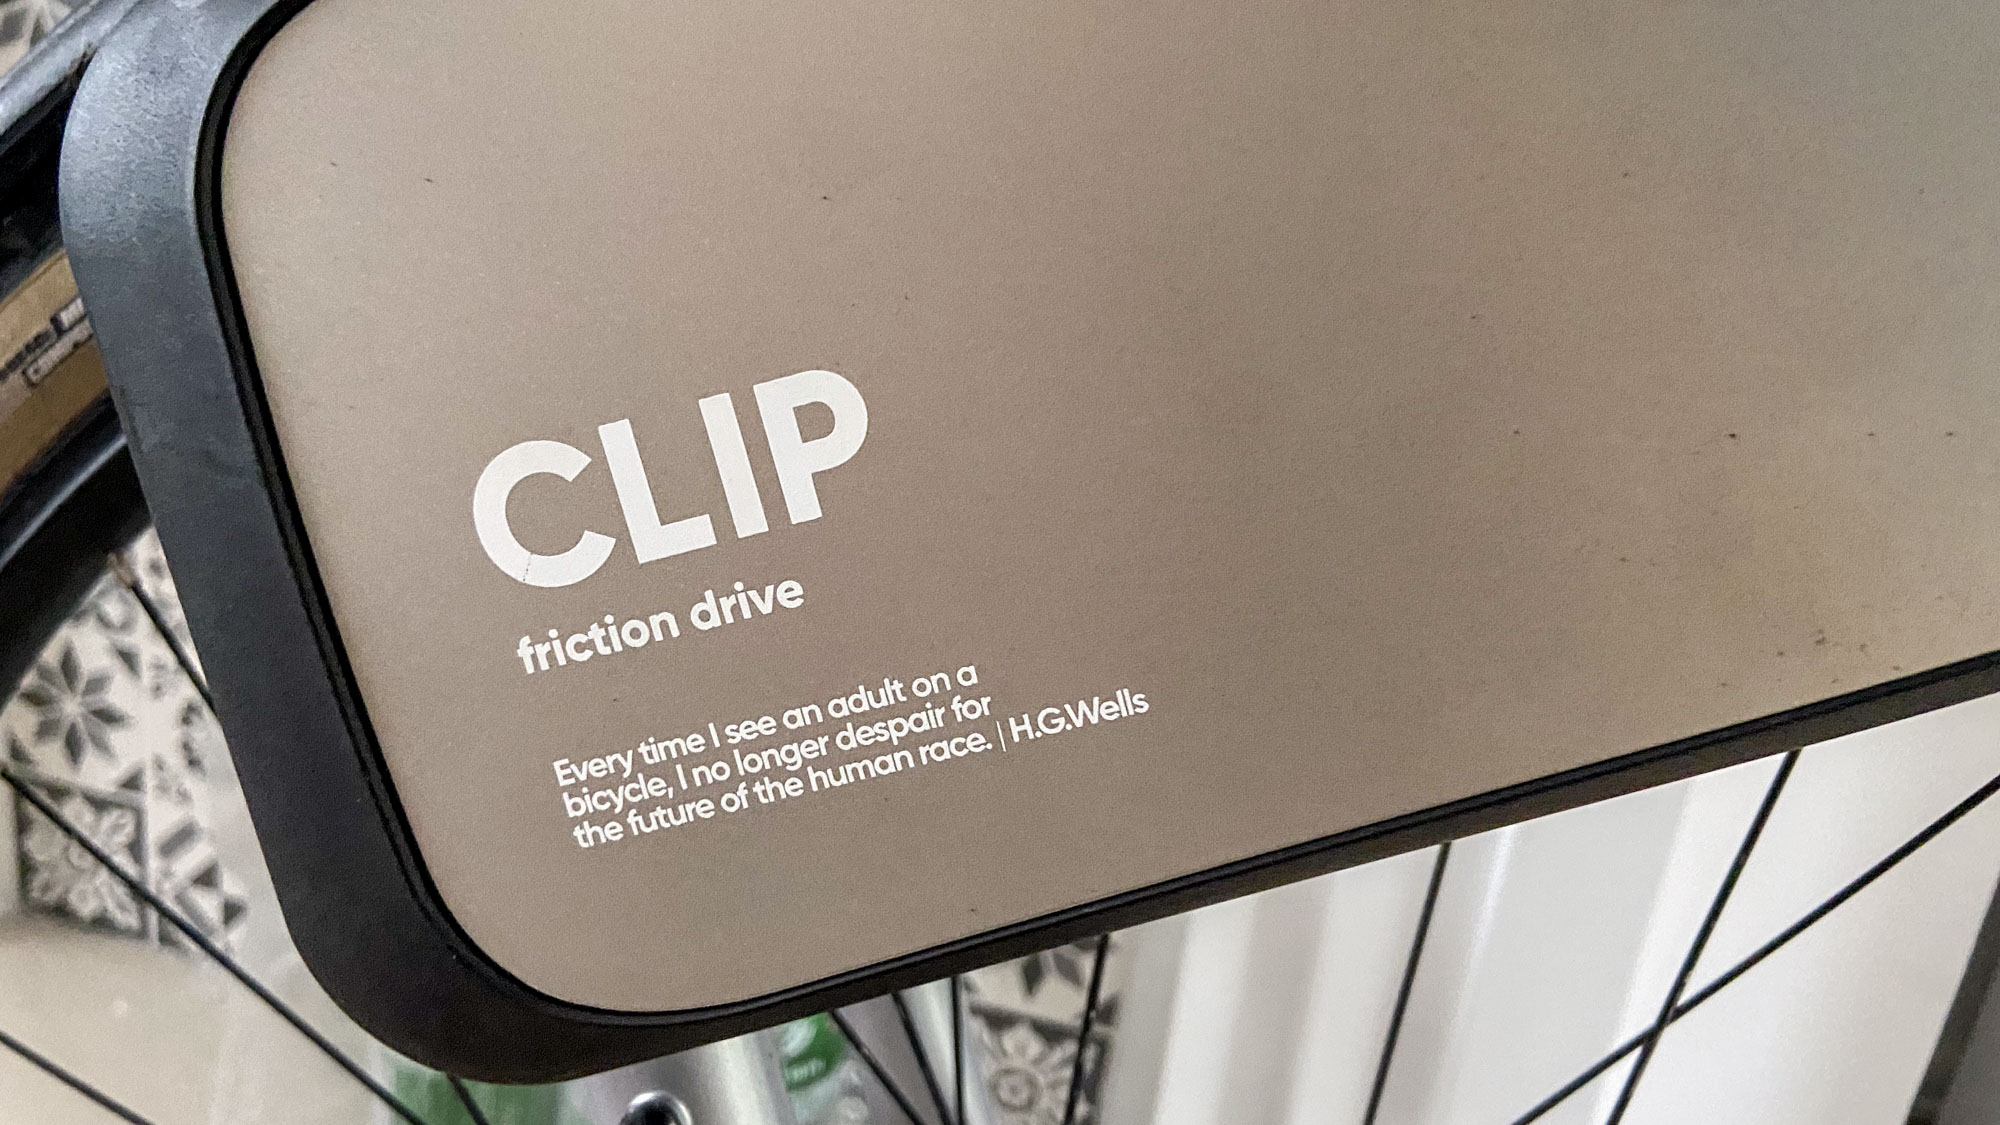 CLIP
friction drive
Every time I see an adult on a
bicycle, I no longer despair for
the future of the human race. | H.G.Wells